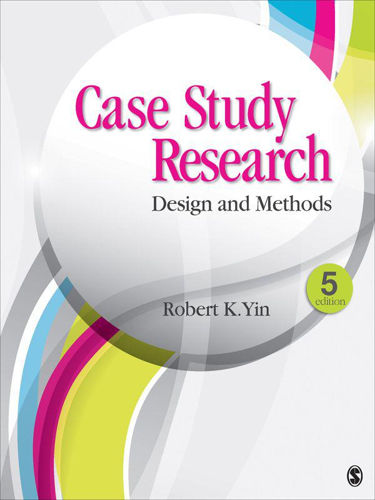 Case Study
Research
Design and Methods
5
edition
Robert K. Yin